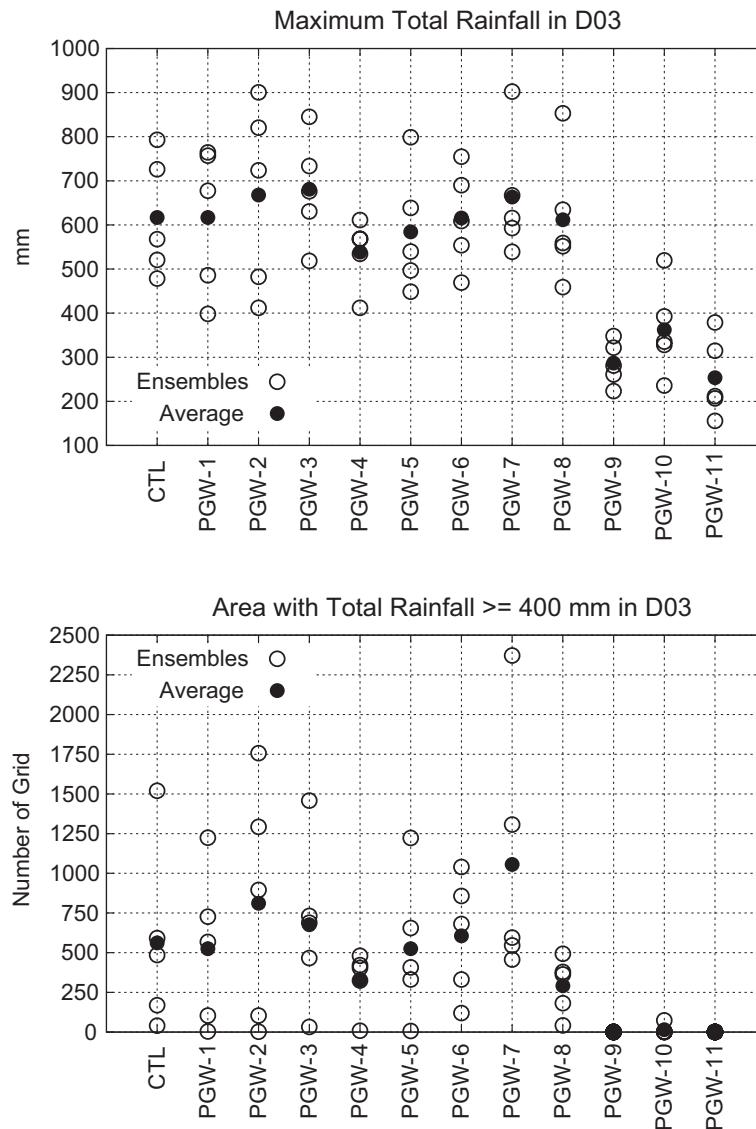 Maximum Total Rainfall in D03
1000
900
800
700
600
500
400
300
200
100
mm
Ensembles
Average
CTL
PGW-1
PGW-2
PGW-3
PGW-4
PGW-5
PGW-6
PGW-7
PGW-8
PGW-9
PGW-10
PGW-11
Area with Total Rainfall >= 400 mm in D03
2500
2250
2000
1750
1500
1250
1000
750
500
250
0
Number of Grid
Ensembles
Average
CTL
PGW-1
PGW-2
PGW-3
PGW-4
PGW-5
PGW-6
PGW-7
PGW-8
PGW-9
PGW-10
PGW-11